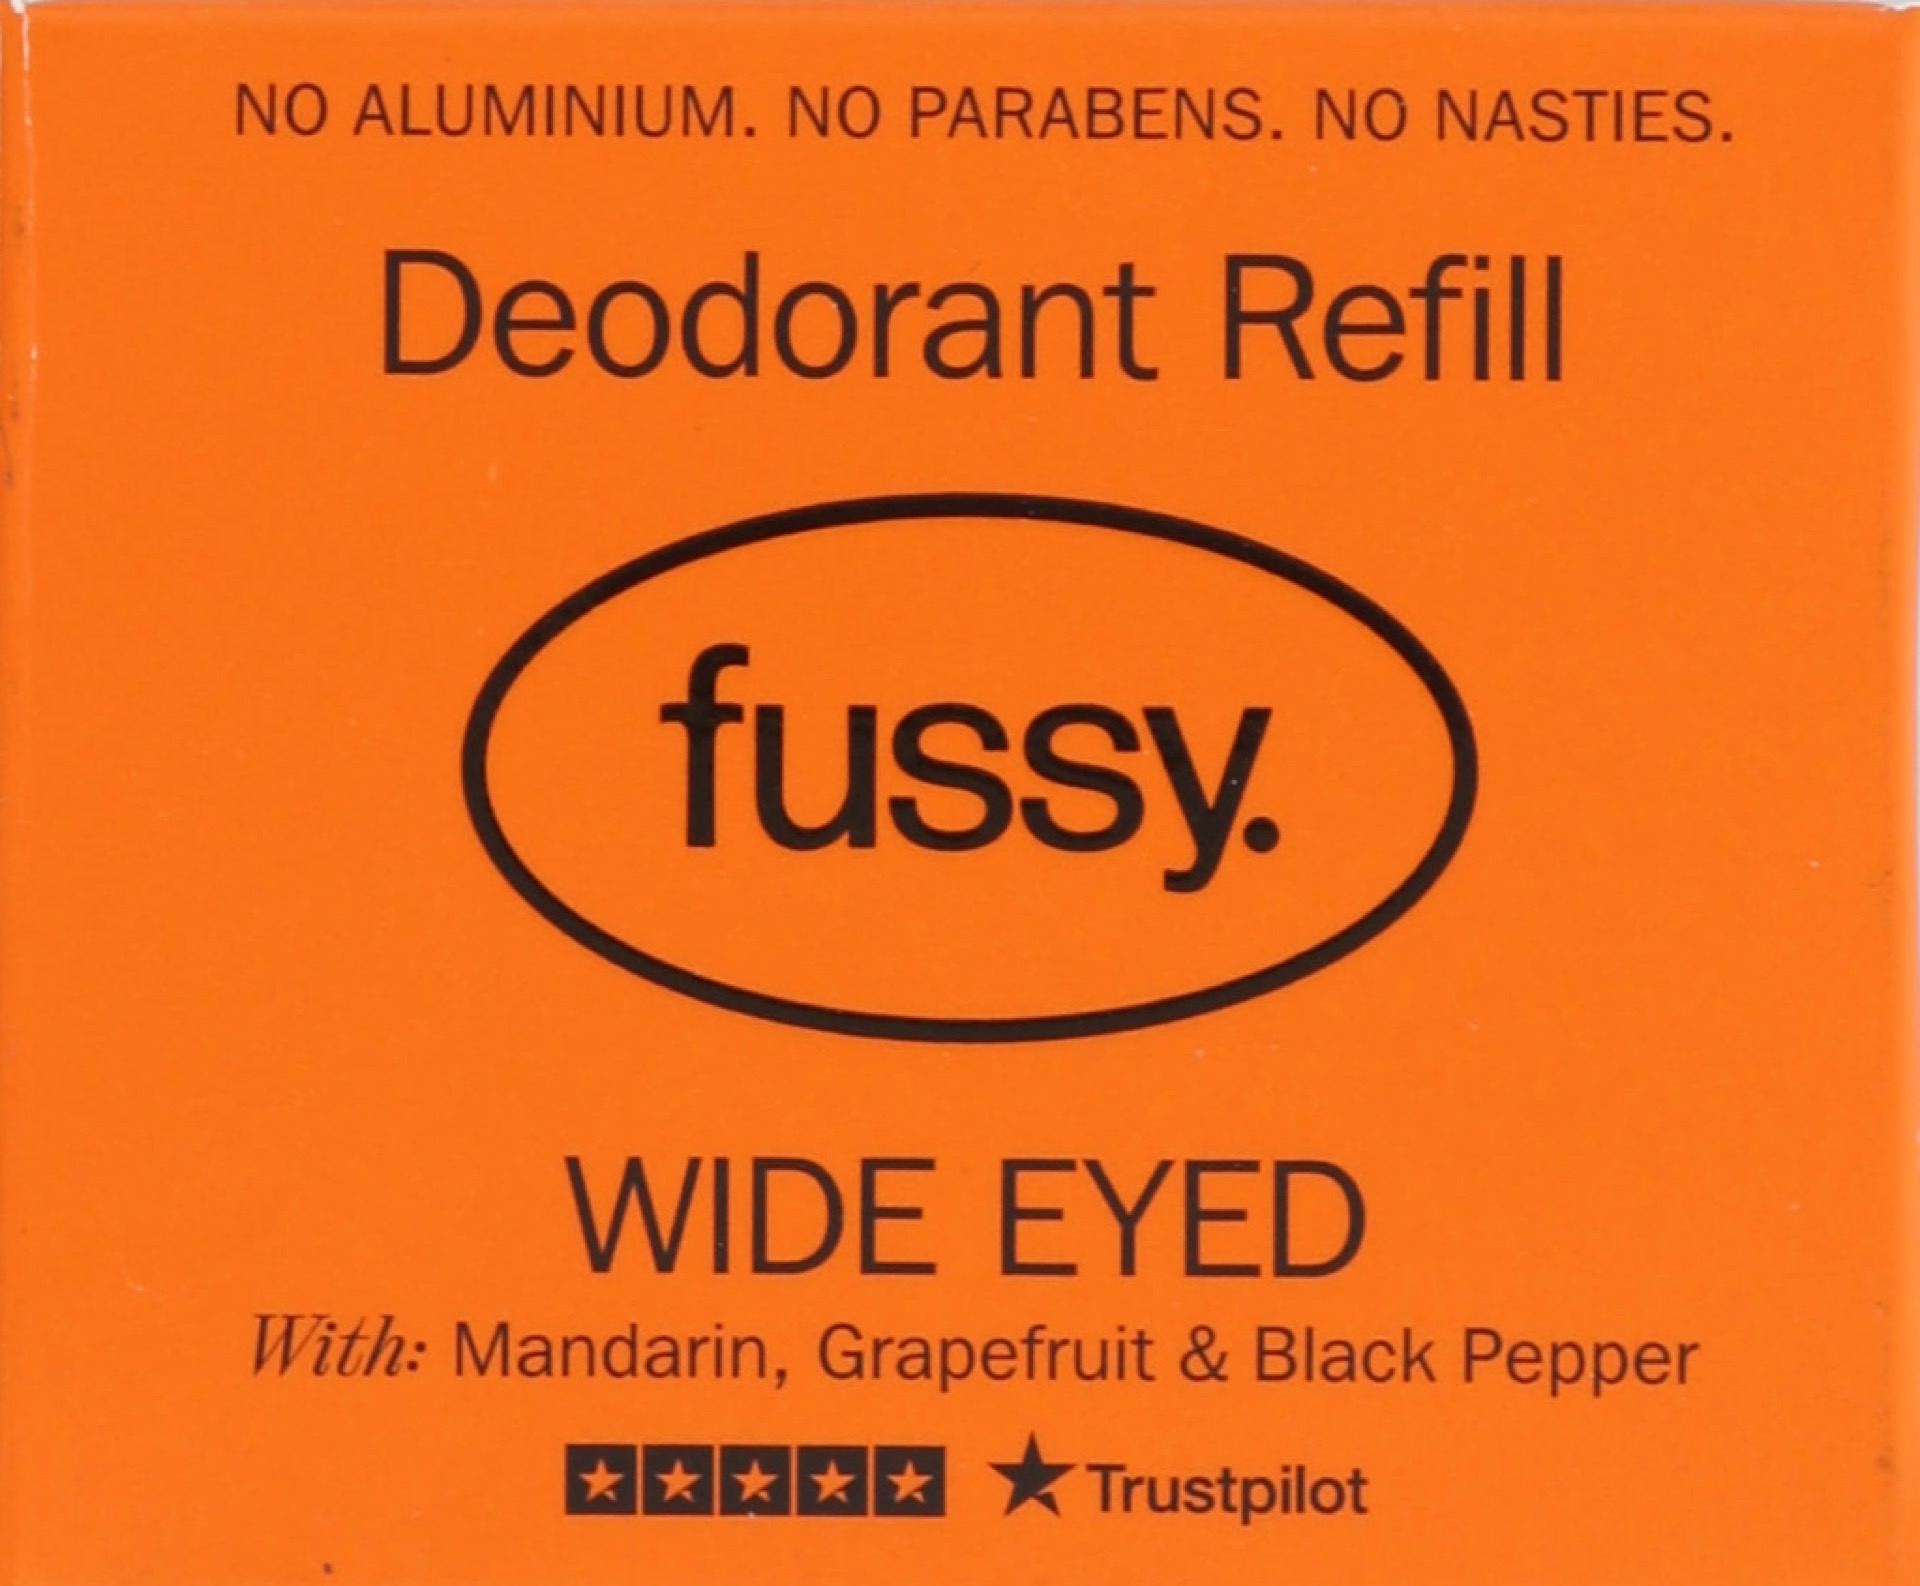 NO ALUMINIUM. NO PARABENS. NO NASTIES.
Deodorant Refill
fussy.
WIDE EYED
With: Mandarin, Grapefruit & Black Pepper
Trustpilot